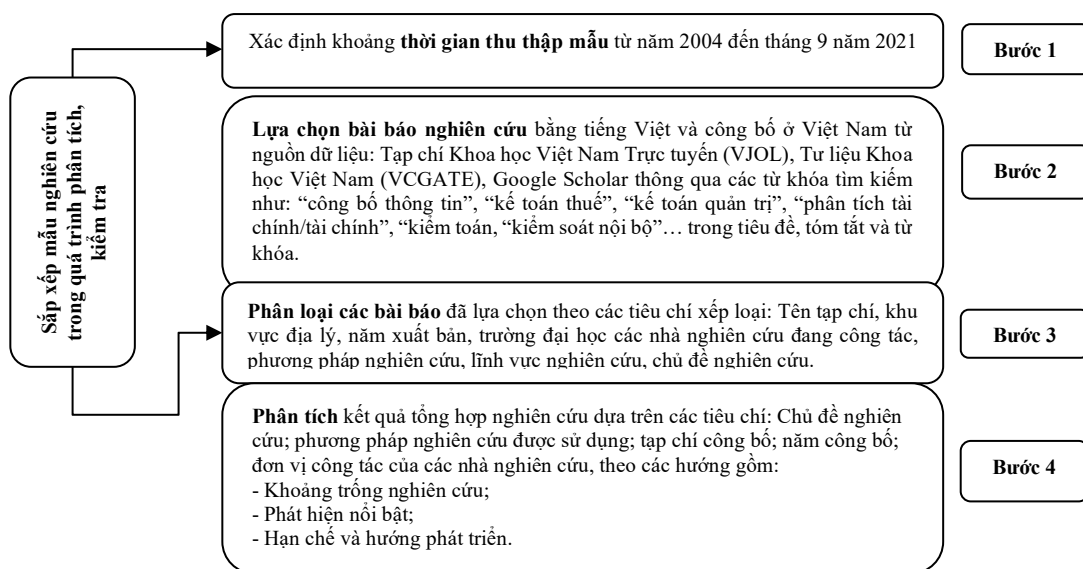 Sắp xếp mẫu nghiên cứu
trong quá trình phân tích,
kiểm tra
Xác định khoảng thời gian thu thập mẫu từ năm 2004 đến tháng 9 năm 2021
Bước 1
Lựa chọn bài báo nghiên cứu bằng tiếng Việt và công bố ở Việt Nam từ
nguồn dữ liệu: Tạp chí Khoa học Việt Nam Trực tuyến (VJOL), Tư liệu Khoa
học Việt Nam (VCGATE), Google Scholar thông qua các từ khóa tìm kiếm
như: “công bố thông tin”, “kế toán thuế”, “kế toán quản trị”, “phân tích tài
chính/tài chính”, “kiểm toán, “kiểm soát nội bộ”… trong tiêu đề, tóm tắt và từ
khóa.
Bước 2
Phân loại các bài báo đã lựa chọn theo các tiêu chí xếp loại: Tên tạp chí, khu
vực địa lý, năm xuất bản, trường đại học các nhà nghiên cứu đang công tác,
phương pháp nghiên cứu, lĩnh vực nghiên cứu, chủ đề nghiên cứu.
Bước 3
Phân tích kết quả tổng hợp nghiên cứu dựa trên các tiêu chí: Chủ đề nghiên
cứu; phương pháp nghiên cứu được sử dụng; tạp chí công bố; năm công bố;
đơn vị công tác của các nhà nghiên cứu, theo các hướng gồm:
- Khoảng trống nghiên cứu;
- Phát hiện nổi bật;
- Hạn chế và hướng phát triển.
Bước 4